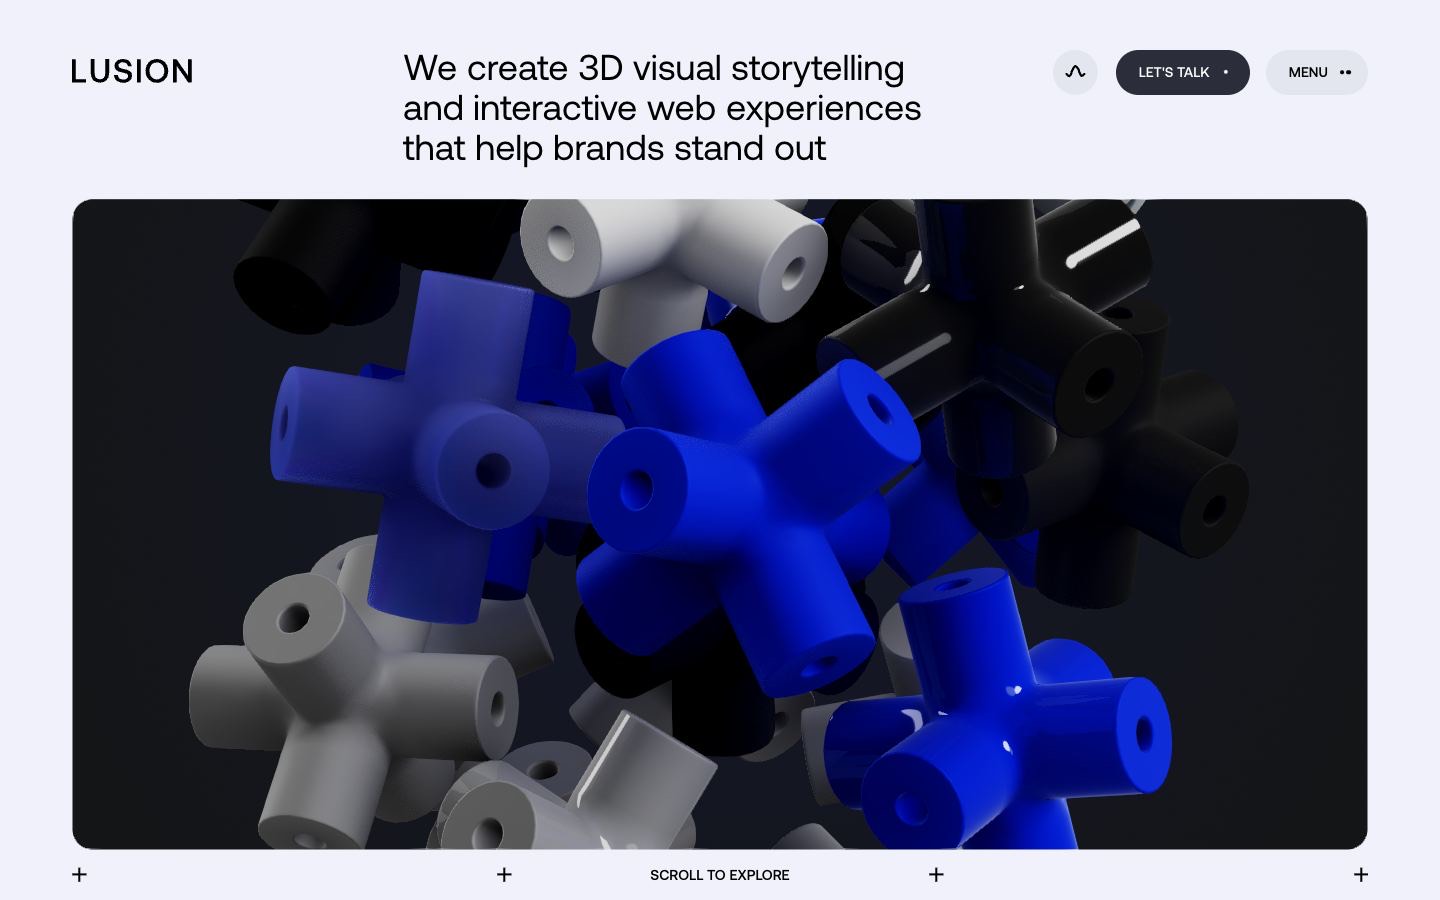 LUSION
We create 3D visual storytelling
and interactive web experiences
that help brands stand out
LET'S TALK
MENU
SCROLL TO EXPLORE